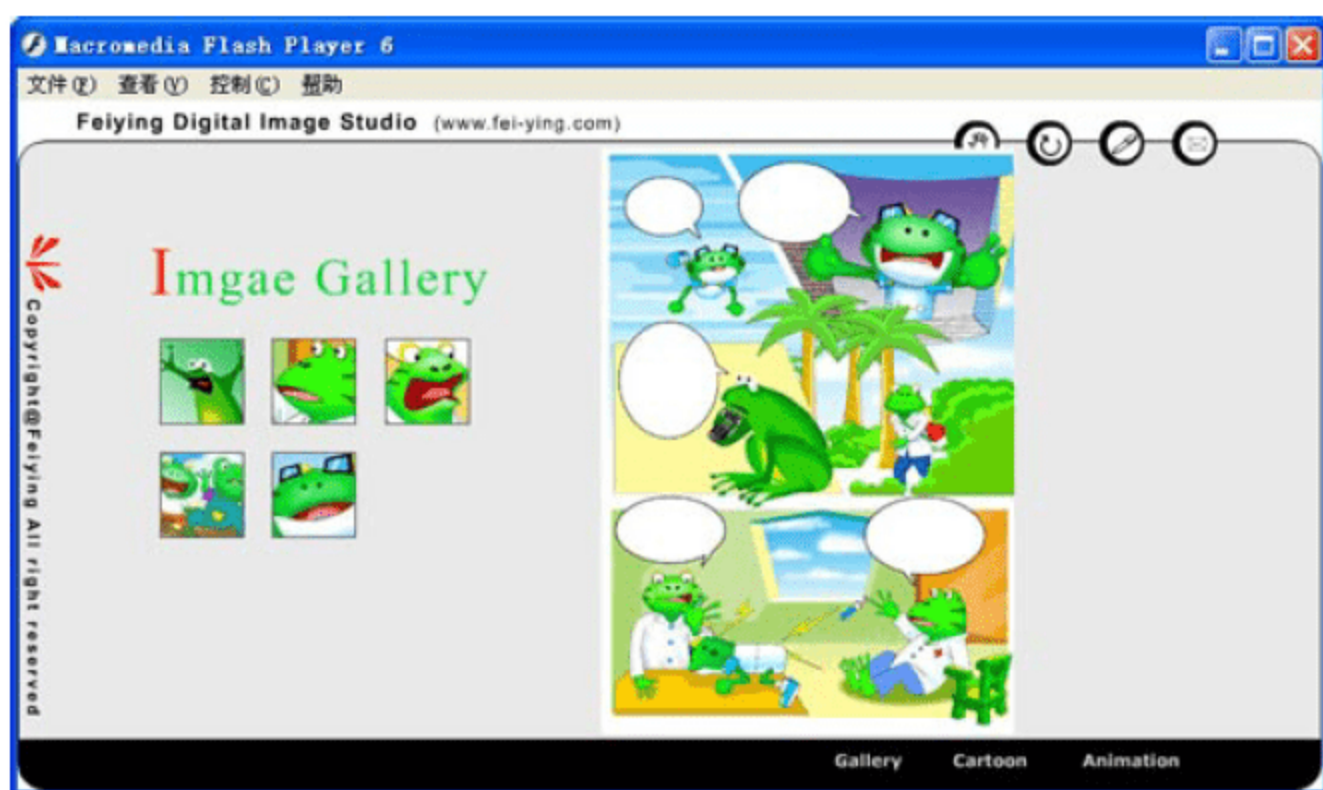 Macromedia Flash Player 6
文件(F) 查看(V) 控制(C) 帮助
Feiying Digital Image Studio (www.fei-ying.com)
Imgae Gallery
Copyright@Feiying All right reserved
Gallery Cartoon Animation